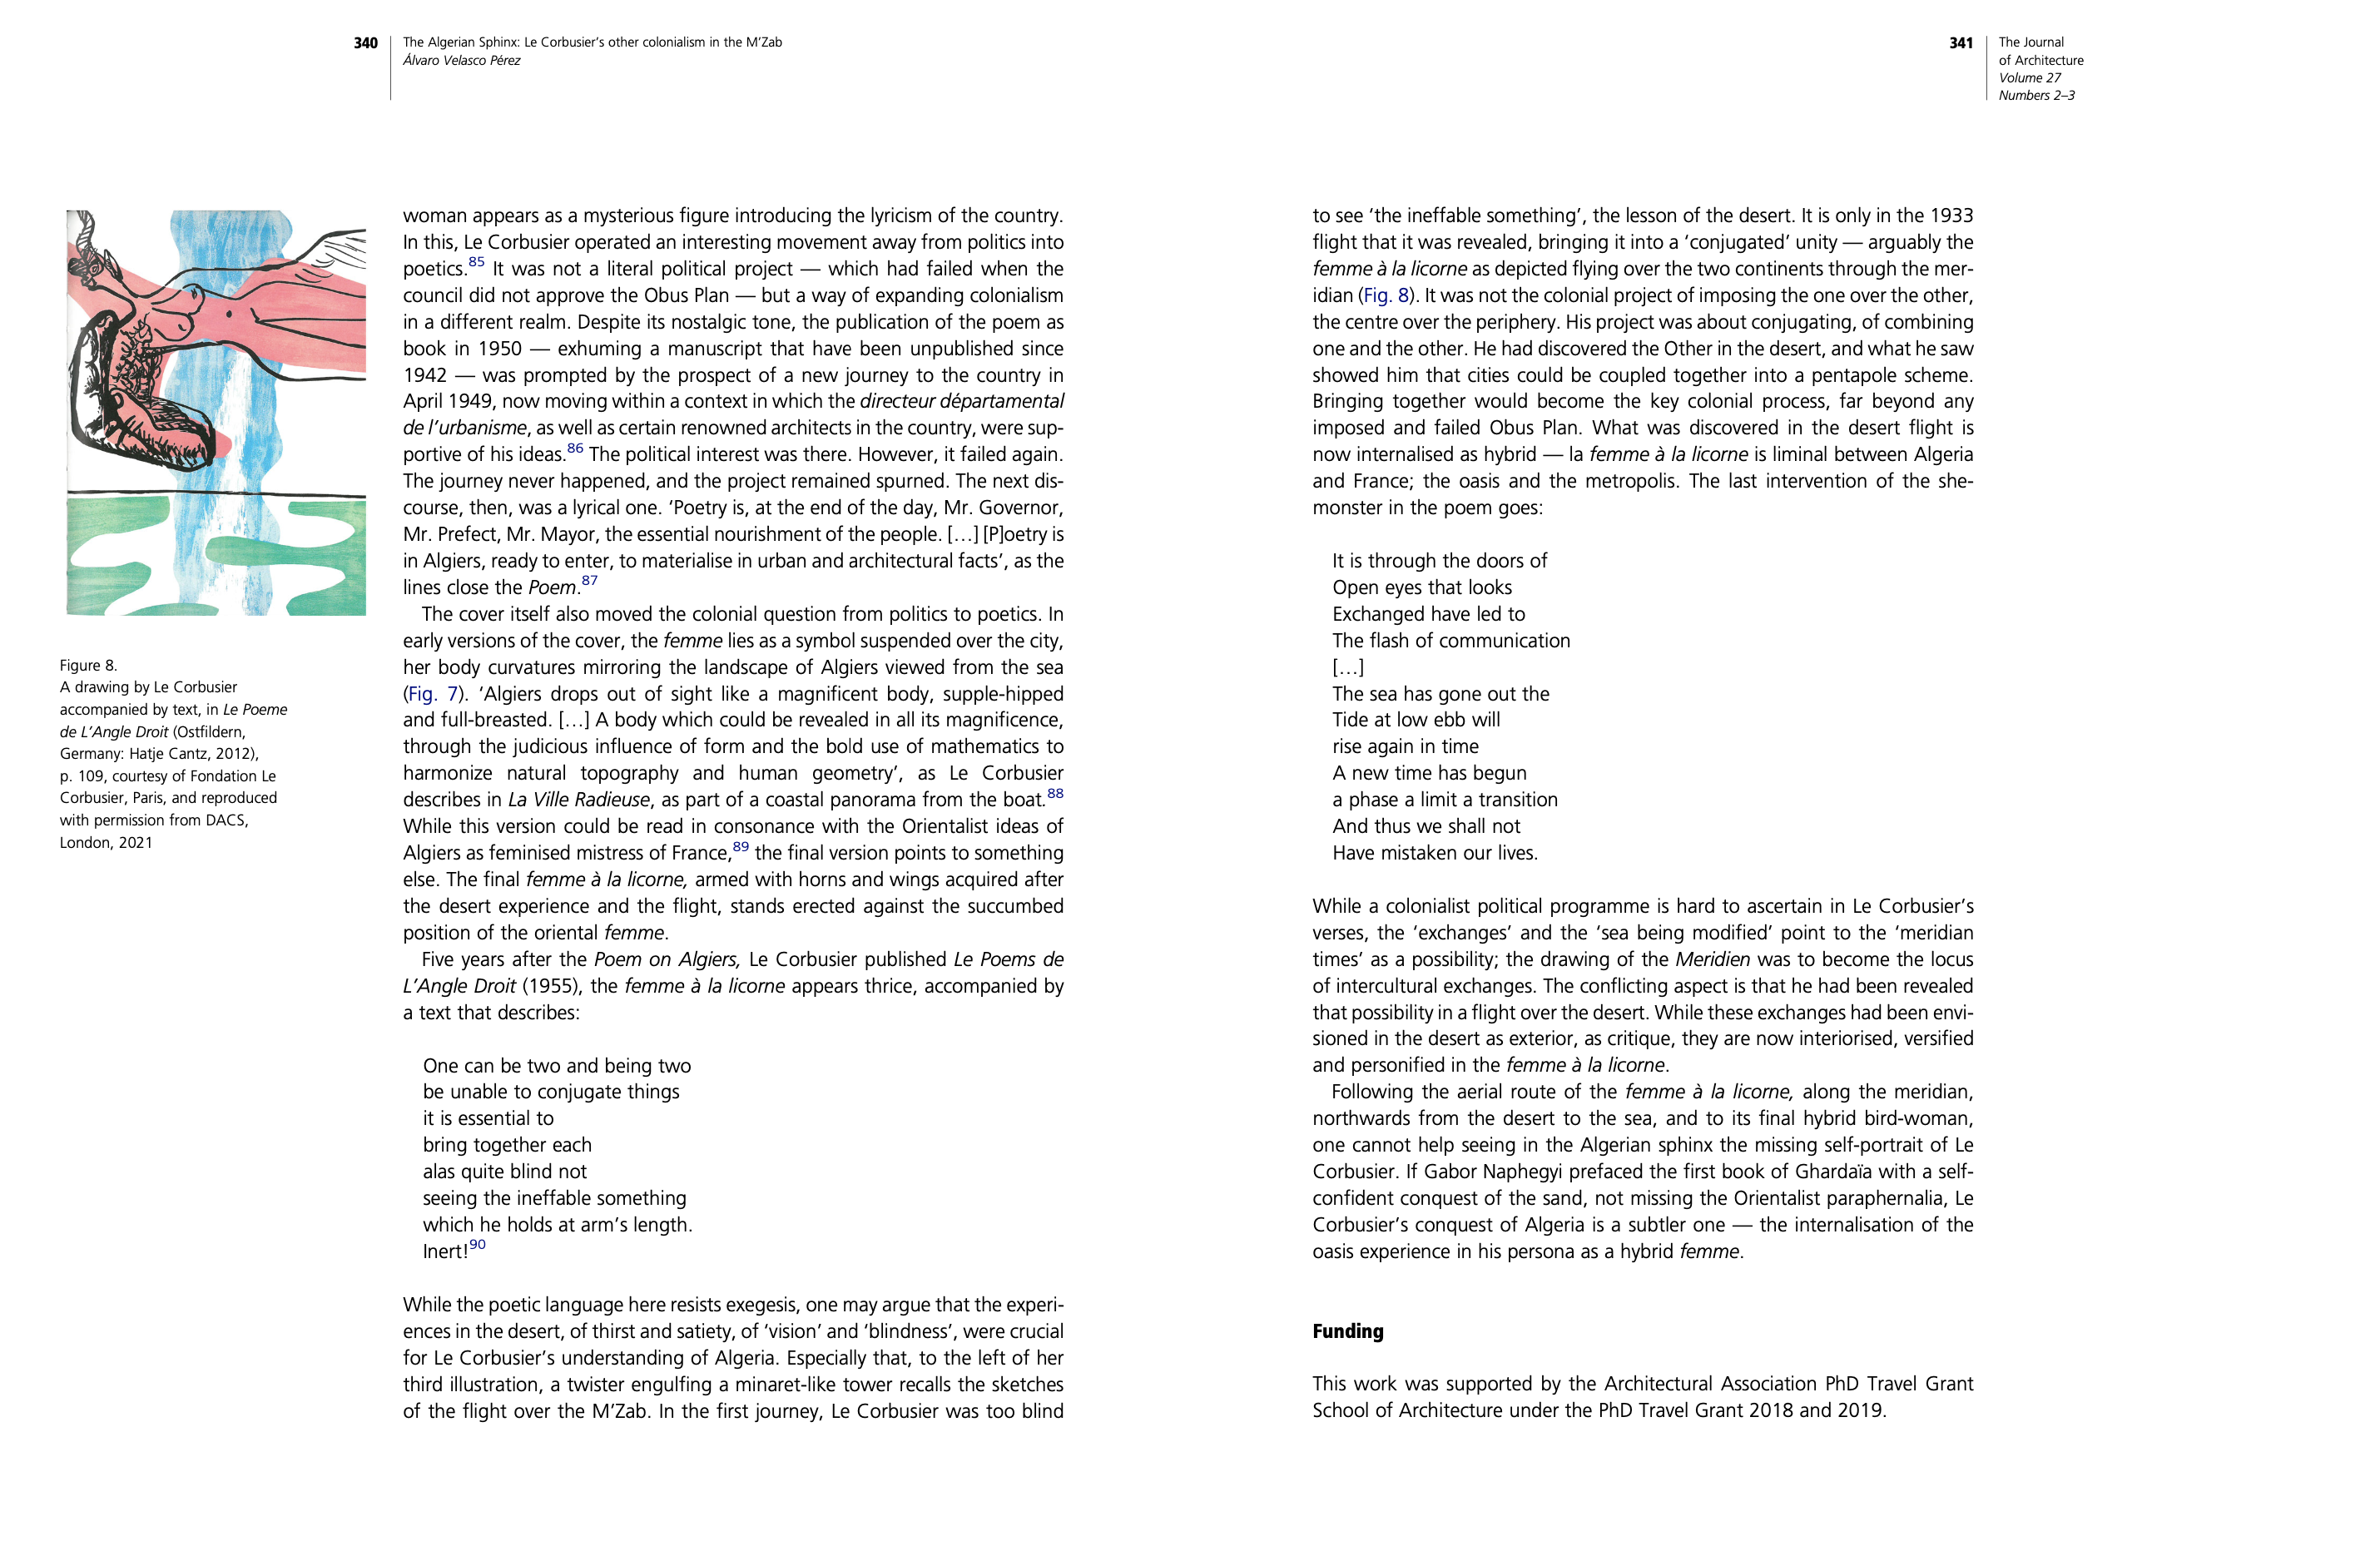 340
The Algerian Sphinx: Le Corbusier’s other colonialism in the M’Zab
Álvaro Velasco Pérez
woman appears as a mysterious figure introducing the lyricism of the country.
In this, Le Corbusier operated an interesting movement away from politics into
poetics.85 It was not a literal political project — which had failed when the
council did not approve the Obus Plan — but a way of expanding colonialism
in a different realm. Despite its nostalgic tone, the publication of the poem as
book in 1950 — exhuming a manuscript that have been unpublished since
1942 — was prompted by the prospect of a new journey to the country in
April 1949, now moving within a context in which the directeur départamental
de l’urbanisme, as well as certain renowned architects in the country, were sup-
portive of his ideas.86 The political interest was there. However, it failed again.
The journey never happened, and the project remained spurned. The next dis-
course, then, was a lyrical one. ‘Poetry is, at the end of the day, Mr. Governor,
Mr. Prefect, Mr. Mayor, the essential nourishment of the people. […] [P]oetry is
in Algiers, ready to enter, to materialise in urban and architectural facts’, as the
lines close the Poem.87
The cover itself also moved the colonial question from politics to poetics. In
early versions of the cover, the femme lies as a symbol suspended over the city,
her body curvatures mirroring the landscape of Algiers viewed from the sea
(Fig. 7). ‘Algiers drops out of sight like a magnificent body, supple-hipped
and full-breasted. […] A body which could be revealed in all its magnificence,
through the judicious influence of form and the bold use of mathematics to
harmonize natural topography and human geometry’, as Le Corbusier
describes in La Ville Radieuse, as part of a coastal panorama from the boat.88
While this version could be read in consonance with the Orientalist ideas of
Algiers as feminised mistress of France,89 the final version points to something
else. The final femme à la licorne, armed with horns and wings acquired after
the desert experience and the flight, stands erected against the succumbed
position of the oriental femme.
Five years after the Poem on Algiers, Le Corbusier published Le Poems de
L’Angle Droit (1955), the femme à la licorne appears thrice, accompanied by
a text that describes:
One can be two and being two
be unable to conjugate things
it is essential to
bring together each
alas quite blind not
seeing the ineffable something
which he holds at arm’s length.
Inert!90
While the poetic language here resists exegesis, one may argue that the experi-
ences in the desert, of thirst and satiety, of ‘vision’ and ‘blindness’, were crucial
for Le Corbusier’s understanding of Algeria. Especially that, to the left of her
third illustration, a twister engulfing a minaret-like tower recalls the sketches
of the flight over the M’Zab. In the first journey, Le Corbusier was too blind
Figure 8.
A drawing by Le Corbusier
accompanied by text, in Le Poeme
de L’Angle Droit (Ostfildern,
Germany: Hatje Cantz, 2012),
p. 109, courtesy of Fondation Le
Corbusier, Paris, and reproduced
with permission from DACS,
London, 2021
341
The Journal
of Architecture
Volume 27
Numbers 2–3
to see ‘the ineffable something’, the lesson of the desert. It is only in the 1933
flight that it was revealed, bringing it into a ‘conjugated’ unity — arguably the
femme à la licorne as depicted flying over the two continents through the mer-
idian (Fig. 8). It was not the colonial project of imposing the one over the other,
the centre over the periphery. His project was about conjugating, of combining
one and the other. He had discovered the Other in the desert, and what he saw
showed him that cities could be coupled together into a pentapole scheme.
Bringing together would become the key colonial process, far beyond any
imposed and failed Obus Plan. What was discovered in the desert flight is
now internalised as hybrid — la femme à la licorne is liminal between Algeria
and France; the oasis and the metropolis. The last intervention of the she-
monster in the poem goes:
It is through the doors of
Open eyes that looks
Exchanged have led to
The flash of communication
[…]
The sea has gone out the
Tide at low ebb will
rise again in time
A new time has begun
a phase a limit a transition
And thus we shall not
Have mistaken our lives.
While a colonialist political programme is hard to ascertain in Le Corbusier’s
verses, the ‘exchanges’ and the ‘sea being modified’ point to the ‘meridian
times’ as a possibility; the drawing of the Meridien was to become the locus
of intercultural exchanges. The conflicting aspect is that he had been revealed
that possibility in a flight over the desert. While these exchanges had been envi-
sioned in the desert as exterior, as critique, they are now interiorised, versified
and personified in the femme à la licorne.
Following the aerial route of the femme à la licorne, along the meridian,
northwards from the desert to the sea, and to its final hybrid bird-woman,
one cannot help seeing in the Algerian sphinx the missing self-portrait of Le
Corbusier. If Gabor Naphegyi prefaced the first book of Ghardaïa with a self-
confident conquest of the sand, not missing the Orientalist paraphernalia, Le
Corbusier’s conquest of Algeria is a subtler one — the internalisation of the
oasis experience in his persona as a hybrid femme.
Funding
This work was supported by the Architectural Association PhD Travel Grant
School of Architecture under the PhD Travel Grant 2018 and 2019.